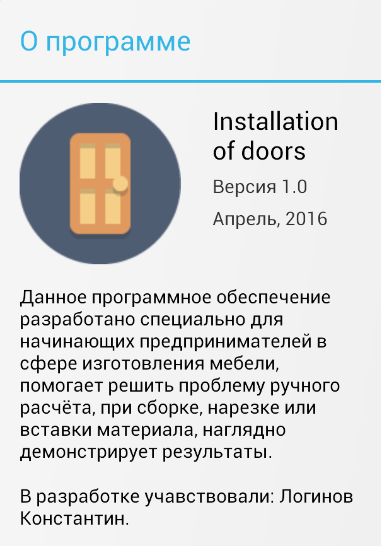 О программе
Installation
of doors
Версия 1.0
Апрель, 2016
Данное программное обеспечение
разработано специально для
начинающих предпринимателей в
сфере изготовления мебели,
помогает решить проблему ручного
расчёта, при сборке, нарезке или
вставки материала, наглядно
демонстрирует результаты.
В разработке учавствовали: Логинов
Константин.